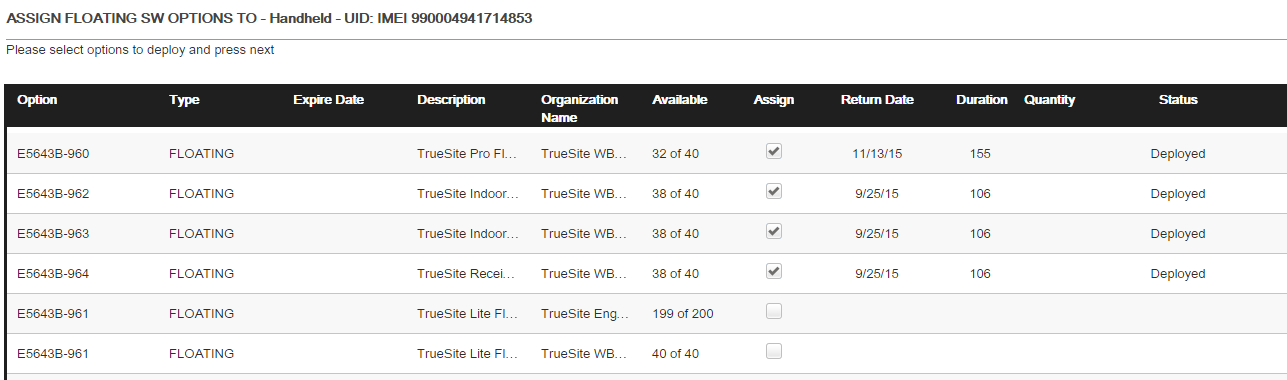 ASSIGN FLOATING SW OPTIONS TO - Handheld - UID: IMEI 990004941714853
Please select options to deploy and press next
Option Type Expire Date Description Organization Name Available Assign Return Date Duration Quantity Status
E5643B-960 FLOATING TrueSite Pro Fl... TrueSite WB... 32 of 40 11/13/15 155 Deployed
E5643B-962 FLOATING TrueSite Indoor... TrueSite WB... 38 of 40 9/25/15 106 Deployed
E5643B-963 FLOATING TrueSite Indoor... TrueSite WB... 38 of 40 9/25/15 106 Deployed
E5643B-964 FLOATING TrueSite Recei... TrueSite WB... 38 of 40 9/25/15 106 Deployed
E5643B-961 FLOATING TrueSite Lite Fl... TrueSite Eng... 199 of 200
E5643B-961 FLOATING TrueSite Lite Fl... TrueSite WB... 40 of 40